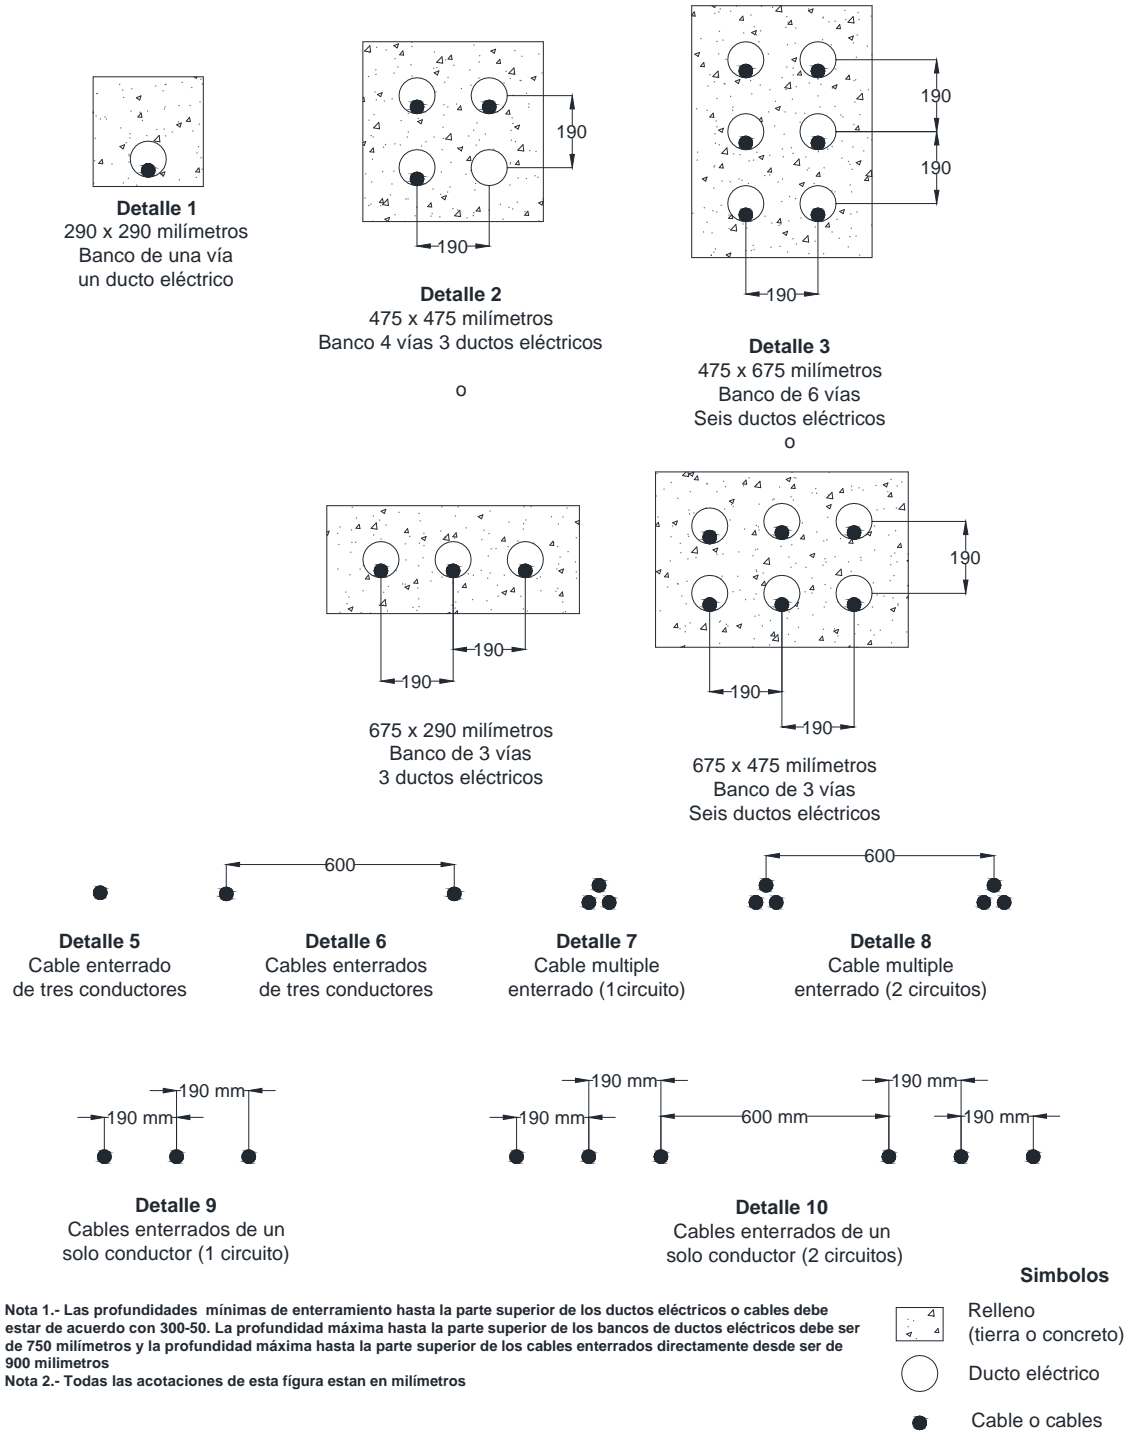 190
190
190
190
190
Detalle 1
290 x 290 milímetros
Banco de una vía
un ducto eléctrico
Detalle 2
475 x 475 milímetros
Banco 4 vías 3 ductos eléctricos
o
Detalle 3
475 x 675 milímetros
Banco de 6 vías
Seis ductos eléctricos
o
190
190
675 x 290 milímetros
Banco de 3 vías
3 ductos eléctricos
190
190
190
675 x 475 milímetros
Banco de 3 vías
Seis ductos eléctricos
600
600
Detalle 5
Cable enterrado
de tres conductores
Detalle 6
Cables enterrados
de tres conductores
Detalle 7
Cable multiple
enterrado (1circuito)
Detalle 8
Cable multiple
enterrado (2 circuitos)
190 mm
190 mm
Detalle 9
Cables enterrados de un
solo conductor (1 circuito)
190 mm
190 mm
600 mm
190 mm
190 mm
Detalle 10
Cables enterrados de un
solo conductor (2 circuitos)
Nota 1.- Las profundidades mínimas de enterramiento hasta la parte superior de los ductos eléctricos o cables debe
estar de acuerdo con 300-50. La profundidad máxima hasta la parte superior de los bancos de ductos eléctricos debe ser
de 750 milímetros y la profundidad máxima hasta la parte superior de los cables enterrados directamente desde ser de
900 milimetros
Nota 2.- Todas las acotaciones de esta fígura estan en milímetros
Simbolos
Relleno
(tierra o concreto)
Ducto eléctrico
Cable o cables